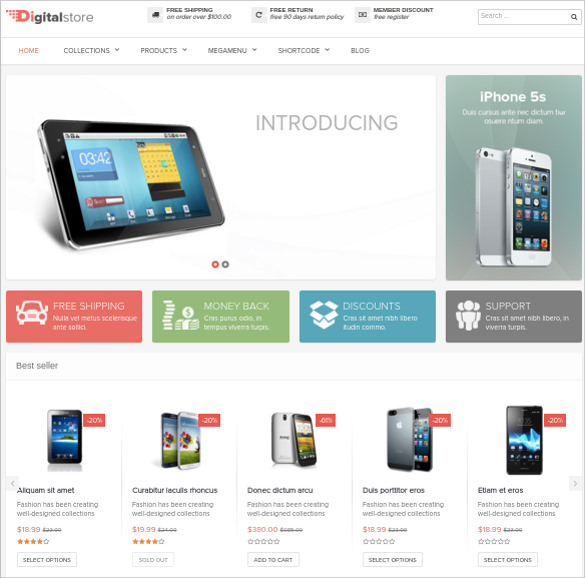 Digitalstore
FREE SHIPPING
on order over $100.00
FREE RETURN
free 90 days return policy
MEMBER DISCOUNT
free register
Search ...
HOME
COLLECTIONS
PRODUCTS
MEGAMENU
SHORTCODE
BLOG
INTRODUCING
03:42
iPhone 5s
Duis cursus ante nec dictum
FREE SHIPPING
Nulla vel metus scelerisque
ante sollici.
MONEY BACK
Cras purus odio, in
tempus viverra turpis.
DISCOUNTS
Cras sit amet nibh libero
itudin commo.
SUPPORT
Cras sit amet nibh libero, in
viverra turpis.
Best seller
-20%
-20%
-61%
-20%
-20%
Aliquam sit amet
Fashion has been creating
well-designed collections
$18.99 $23.00
SELECT OPTIONS
Curabitur iaculis rhoncus
Fashion has been creating
well-designed collections
$19.99 $24.00
SOLD OUT
Donec dictum arcu
Fashion has been creating
well-designed collections
$380.00
ADD TO CART
Duis porttitor eros
Fashion has been creating
well-designed collections
$18.99 $23.00
SELECT OPTIONS
Etiam et eros
Fashion has been creating
well-designed collections
$18.99 $23.00
SELECT OPTIONS